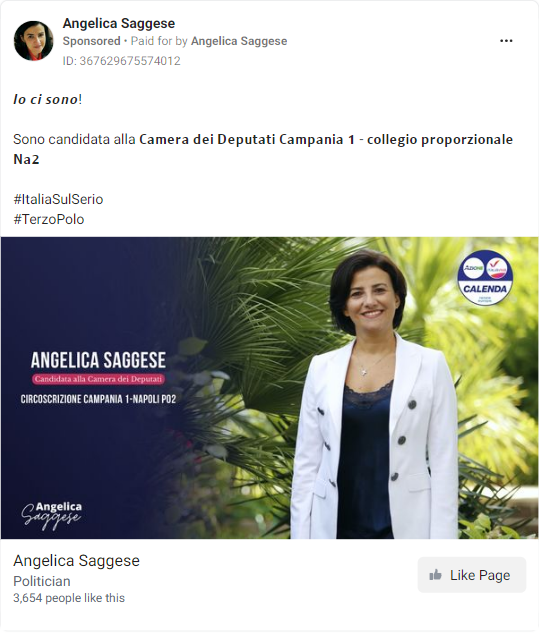 Angelica Saggese
Sponsored • Paid for by Angelica Saggese
ID: 367629675574012
Io ci sono!
Sono candidata alla Camera dei Deputati Campania 1 - collegio proporzionale
Na2
#ItaliaSulSerio
#TerzoPolo
AZIONE
CALENDA
ANGELICA SAGGESE
Candidata alla Camera dei Deputati
CIRCOSCRIZIONE CAMPANIA 1-NAPOLI P02
Angelica
Saggese
Angelica Saggese
Politician
3,654 people like this
Like Page